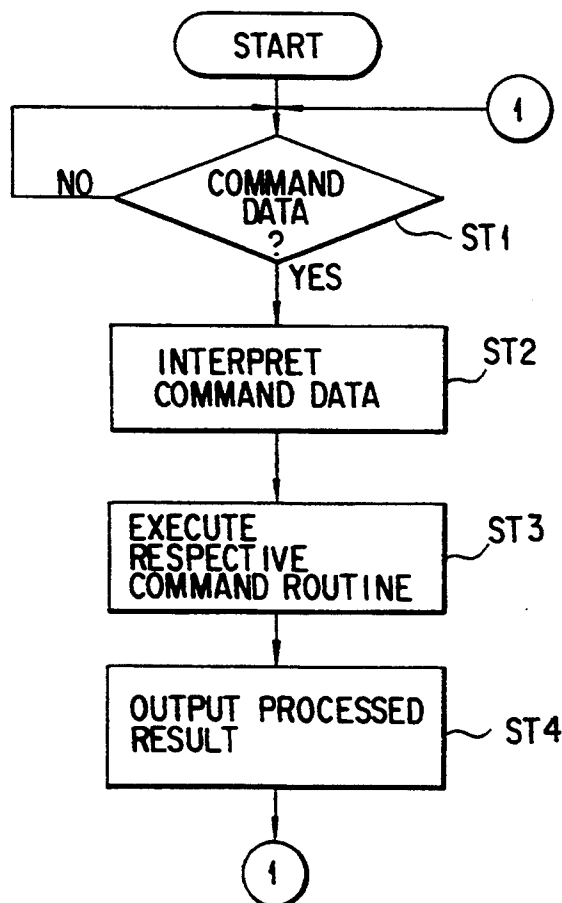 START
1
NO
COMMAND
DATA
?
ST1
YES
INTERPRET
COMMAND DATA
ST2
EXECUTE
RESPECTIVE
COMMAND ROUTINE
ST3
OUTPUT PROCESSED
RESULT
ST4
1